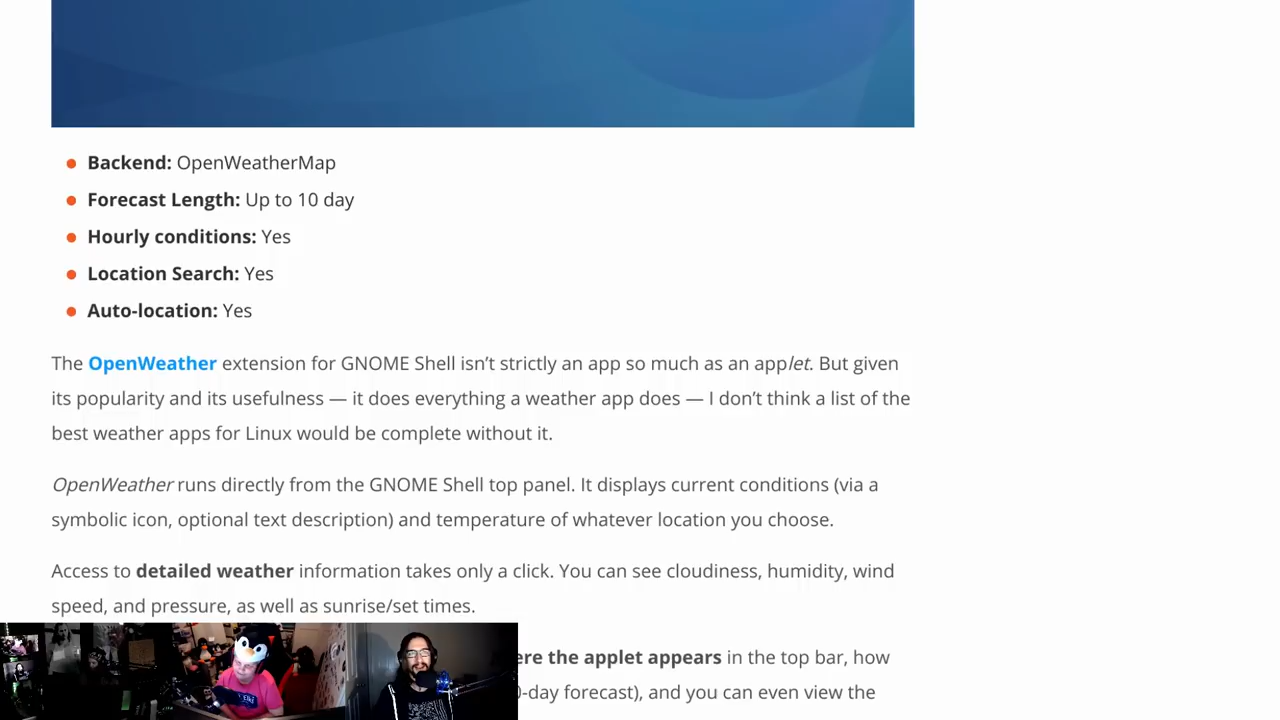 Backend: OpenWeatherMap
Forecast Length: Up to 10 day
Hourly conditions: Yes
Location Search: Yes
Auto-location: Yes
The OpenWeather extension for GNOME Shell isn’t strictly an app so much as an applet. But given
its popularity and its usefulness — it does everything a weather app does — I don’t think a list of the
best weather apps for Linux would be complete without it.
OpenWeather runs directly from the GNOME Shell top panel. It displays current conditions (via a
symbolic icon, optional text description) and temperature of whatever location you choose.
Access to detailed weather information takes only a click. You can see cloudiness, humidity, wind
speed, and pressure, as well as sunrise/set times.
ere the applet appears in the top bar, how
0-day forecast), and you can even view the